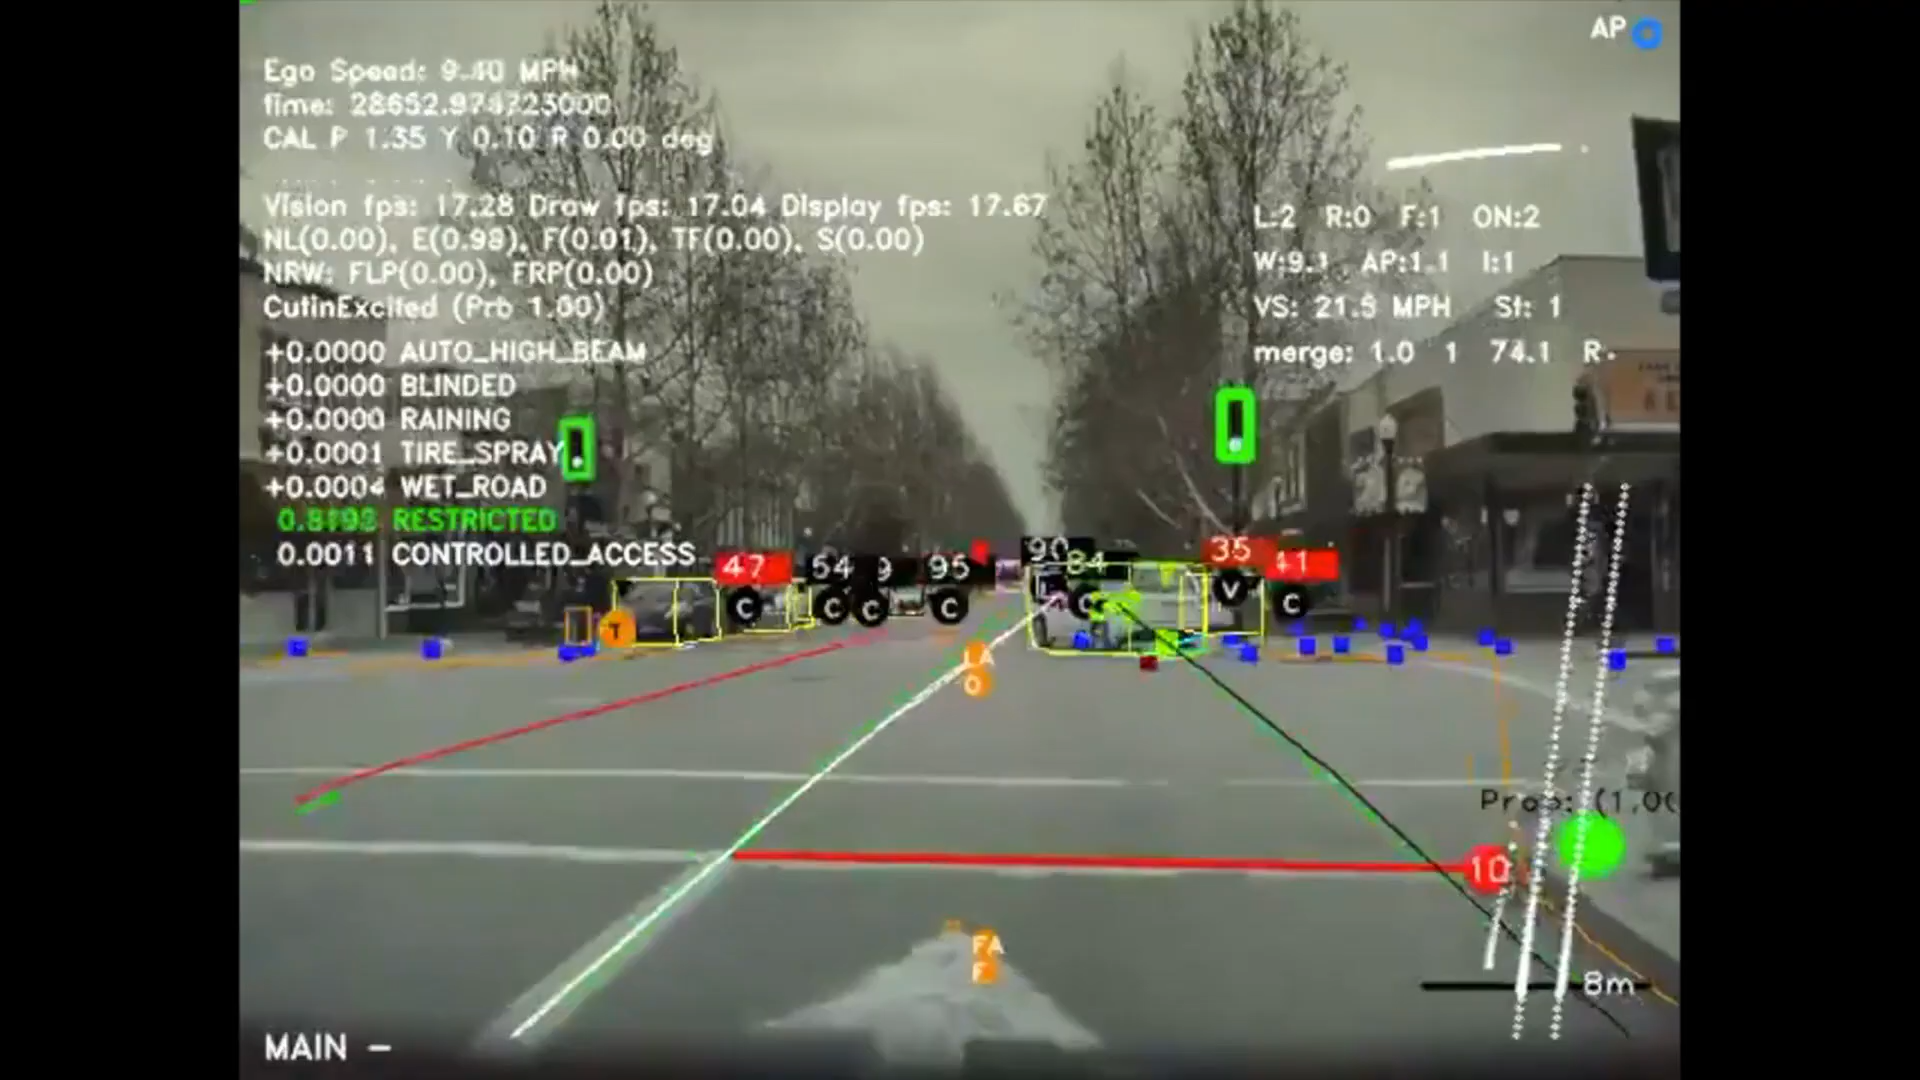 AP
Ego Speed: 9.40 MPH
CAL P 1.35 Y 0.10 R 0.00 deg
Vision fps: 17.28 Draw fps: 17.04 Display fps: 17.67
NL(0.00), E(0.98), F(0.01), TF(0.00), S(0.00)
NRW: FLP(0.00), FRP(0.00)
CutinExcited (Prb 1.00)
L:2 R:0 F:1 ON:2
W:9.1 AP:1.1 I:1
VS: 21.5 MPH St: 1
merge: 1.0 1 74.1 R
+0.0000 AUTO_HIGH_BEAM
+0.0000 BLINDED
+0.0000 RAINING
+0.0001 TIRE_SPRAY
+0.0004 WET_ROAD
RESTRICTED
0.0011 CONTROLLED_ACCESS
47 54 9 95 90 84 35 41
C C C C C V C
T
LA
O
10
FA
F
8m
MAIN –